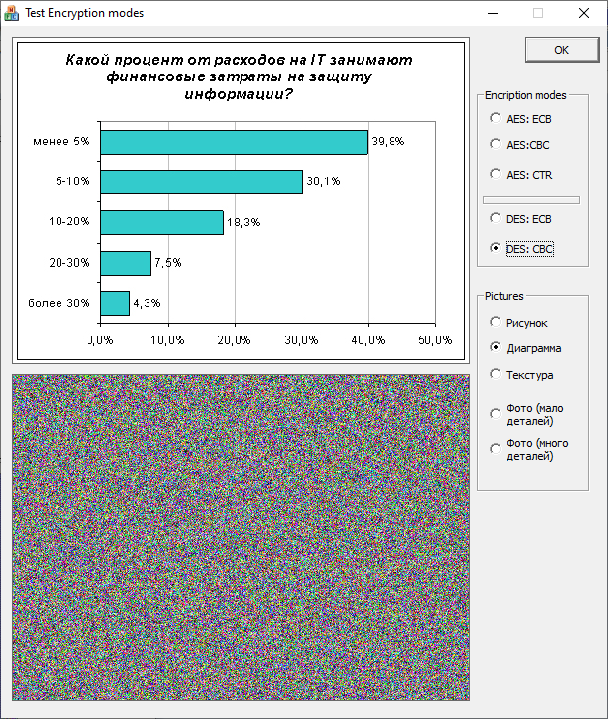 Test Encryption modes
Какой процент от расходов на IT занимают
финансовые затраты на защиту
информации?
менее 5%
39,8%
5-10%
30,1%
10-20%
18,3%
20-30%
7,5%
более 30%
4,3%
0,0%
10,0%
20,0%
30,0%
40,0%
50,0%
OK
Encription modes
AES: ECB
AES:CBC
AES: CTR
DES: ECB
DES: CBC
Pictures
Рисунок
Диаграмма
Текстура
Фото (мало
деталей)
Фото (много
деталей)